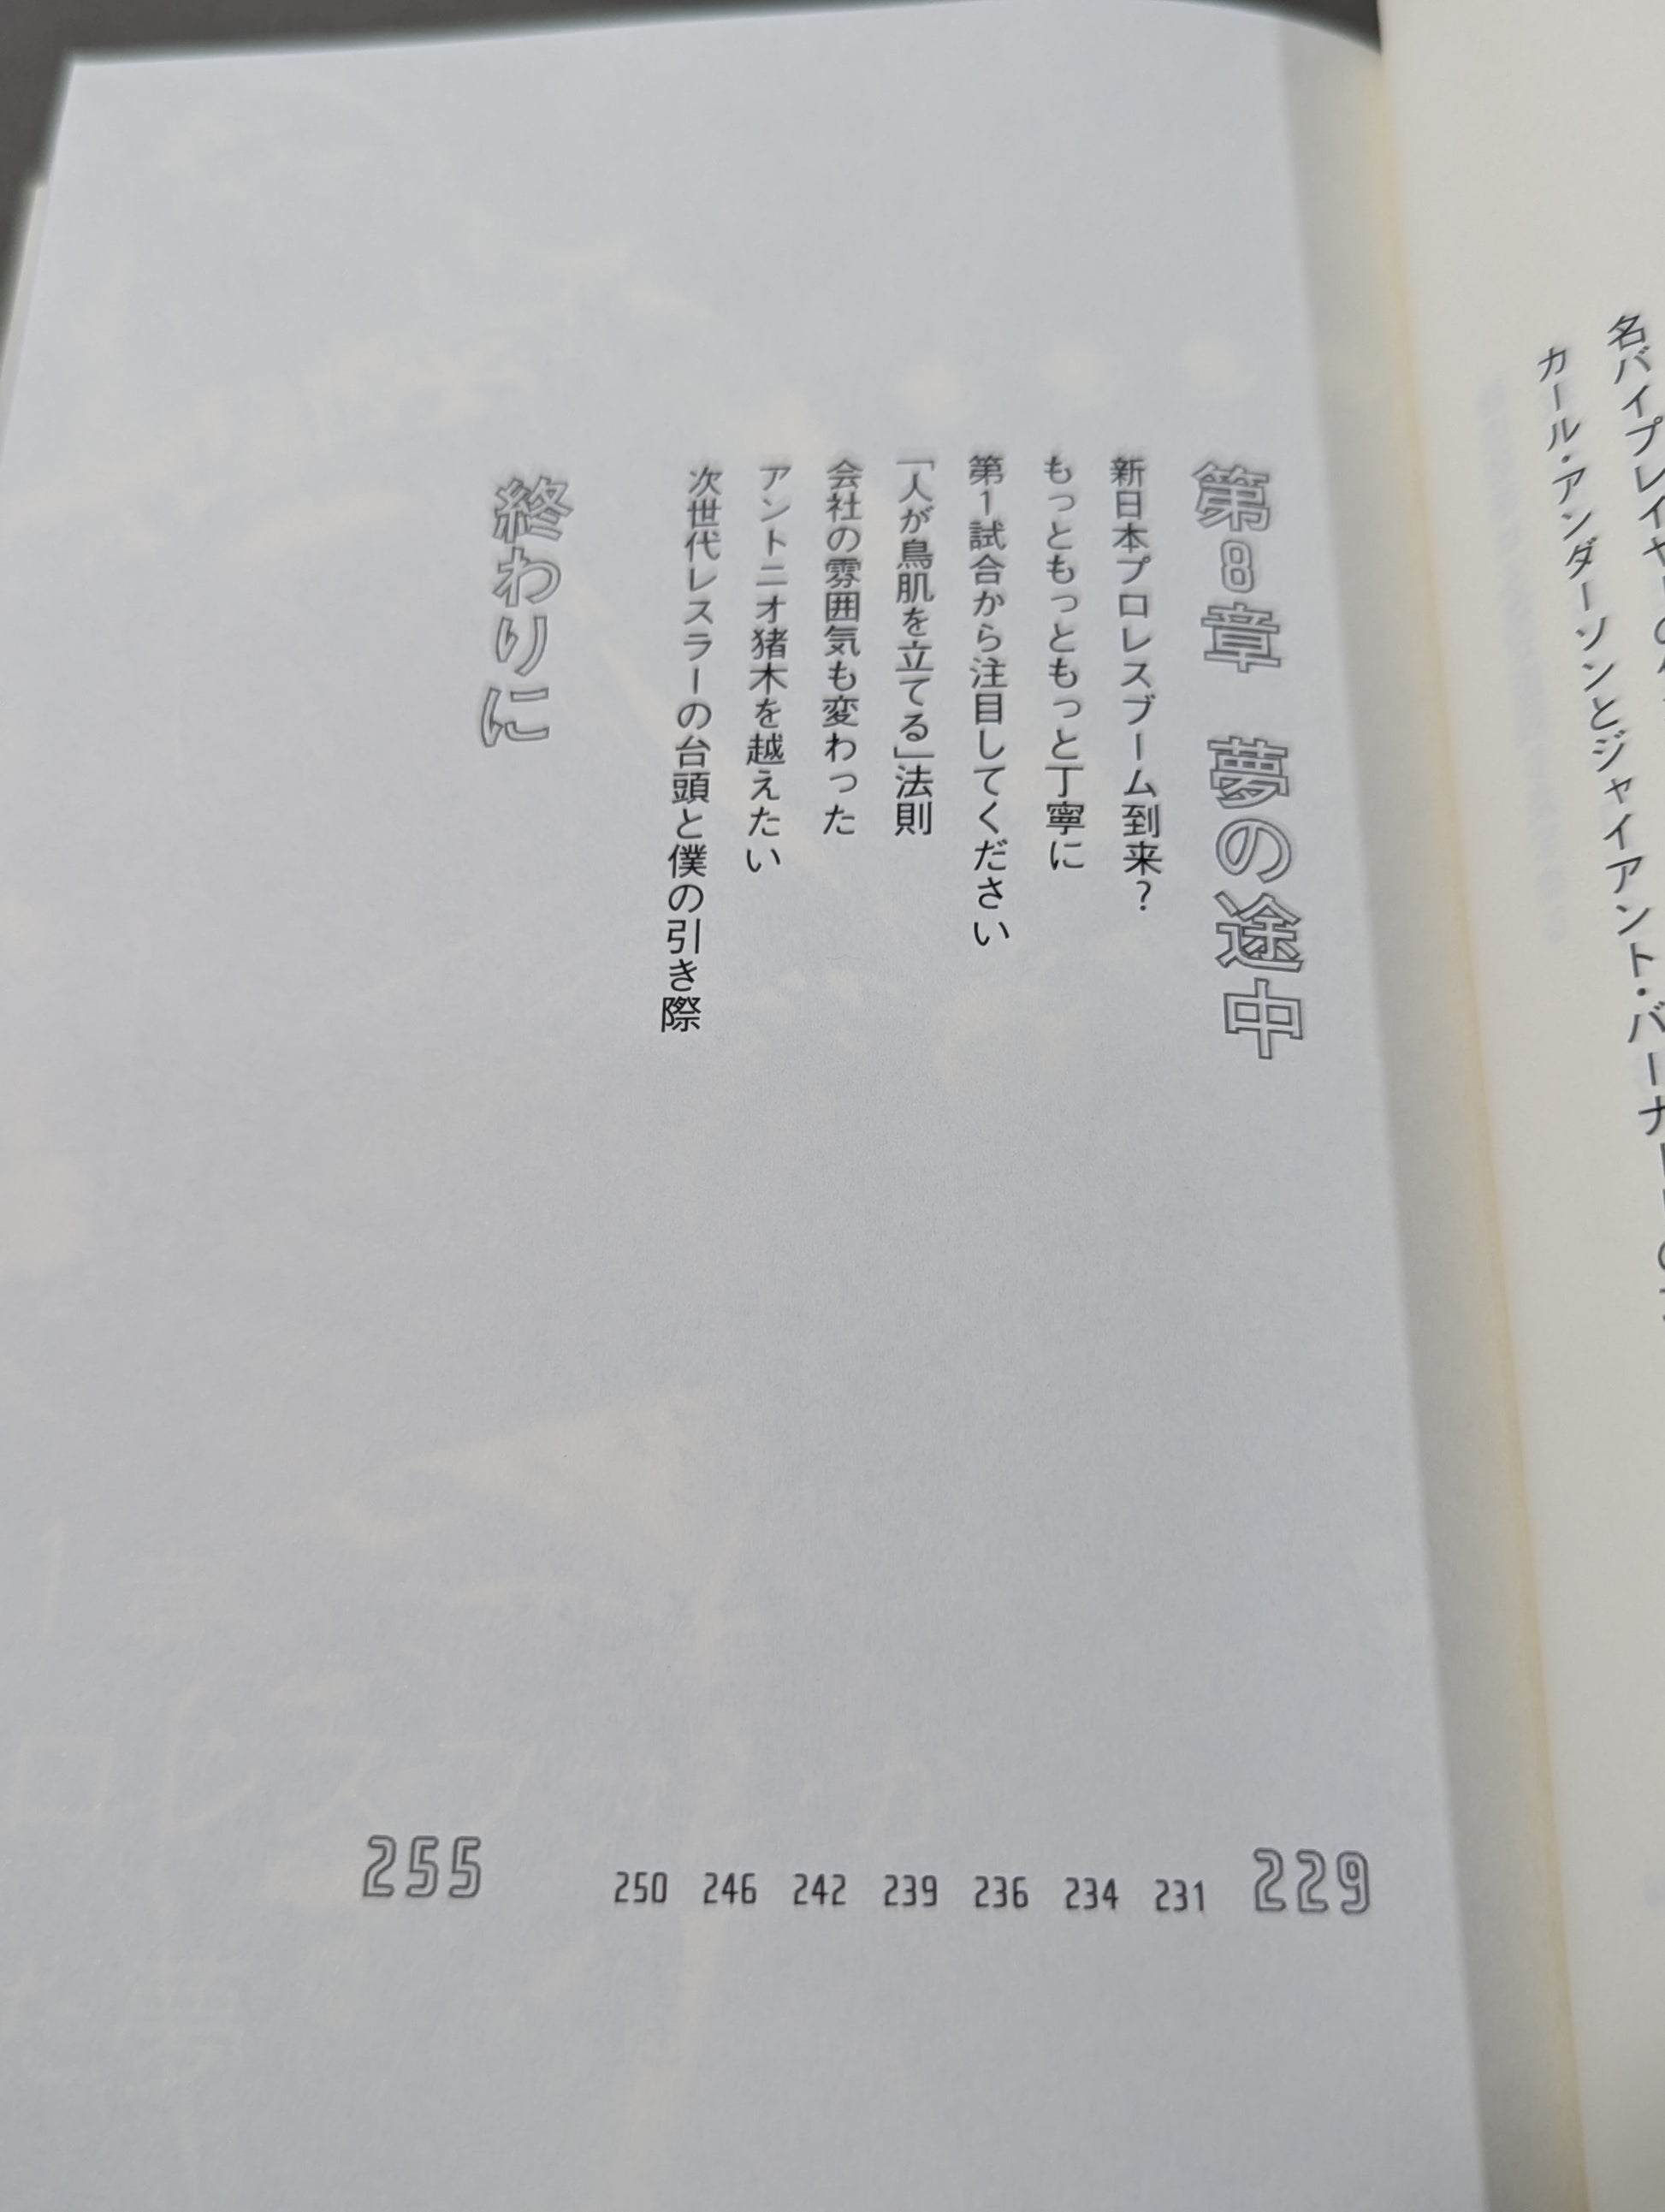 名バイプレイヤーの
カール・アンダーソンとジャイアント・バーナード
第8章 夢の途中 229
新日本プロレスブーム到来? 231
もっともっともっと丁寧に 234
第1試合から注目してください 236
「人が鳥肌を立てる」法則 239
会社の雰囲気も変わった 242
アントニオ猪木を越えたい 246
次世代レスラーの台頭と僕の引き際 250
終わりに 255